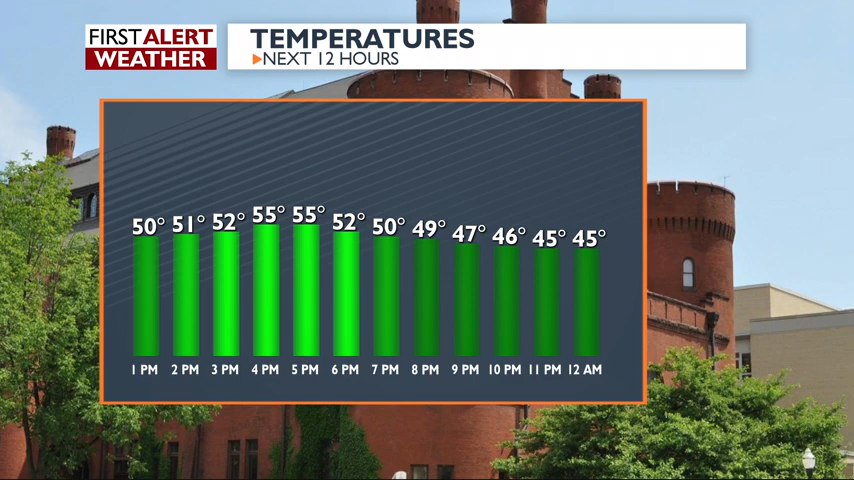 FIRST ALERT
WEATHER
TEMPERATURES
NEXT 12 HOURS
50° 51° 52° 55° 55° 52° 50° 49° 47° 46° 45° 45°
1 PM 2 PM 3 PM 4 PM 5 PM 6 PM 7 PM 8 PM 9 PM 10 PM 11 PM 12 AM